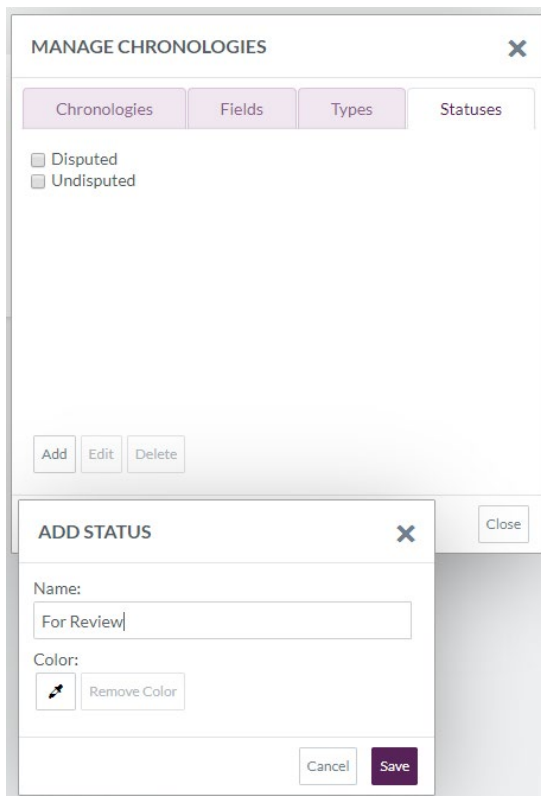 MANAGE CHRONOLOGIES
Chronologies Fields Types Statuses
Disputed
Undisputed
Add Edit Delete
Close
ADD STATUS
Name:
For Review
Color:
Remove Color
Cancel Save